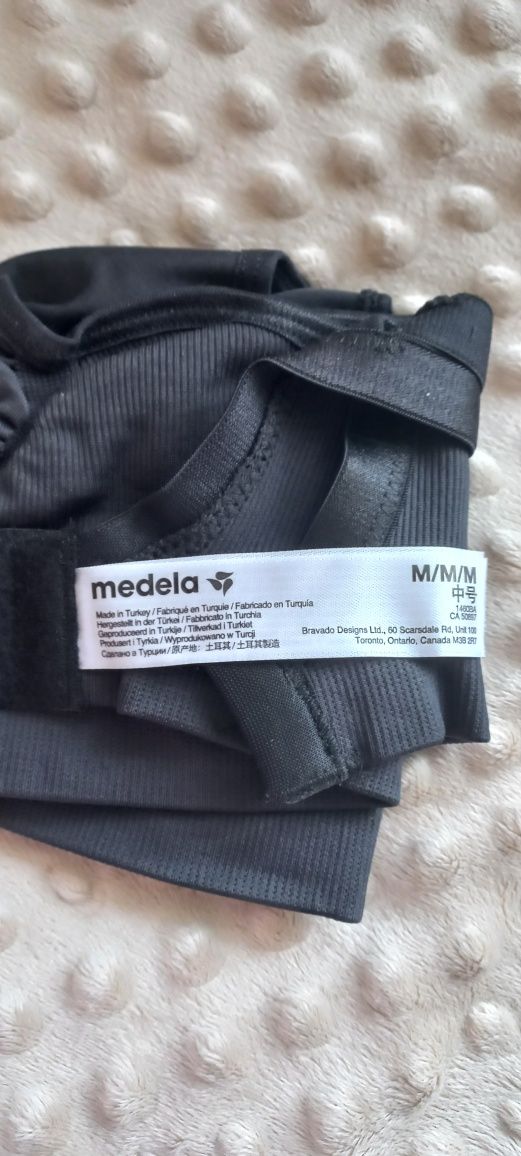 medela
Made in Turkey / Fabriqué en Turquie / Fabricado en Turquía
Hergestellt in der Türkei / Fabbricato in Turchia
Geproduceerd in Turkije / Tillverkad i Turkiet
Produsert i Tyrkia / Wyprodukowano w Turcji
Сделано в Турции / 原产地：土耳其 / 土耳其製造
M/M/M
中号
1460BA
CA 50897
Bravado Designs Ltd., 60 Scarsdale Rd, Unit 100
Toronto, Ontario, Canada M3B 2R7